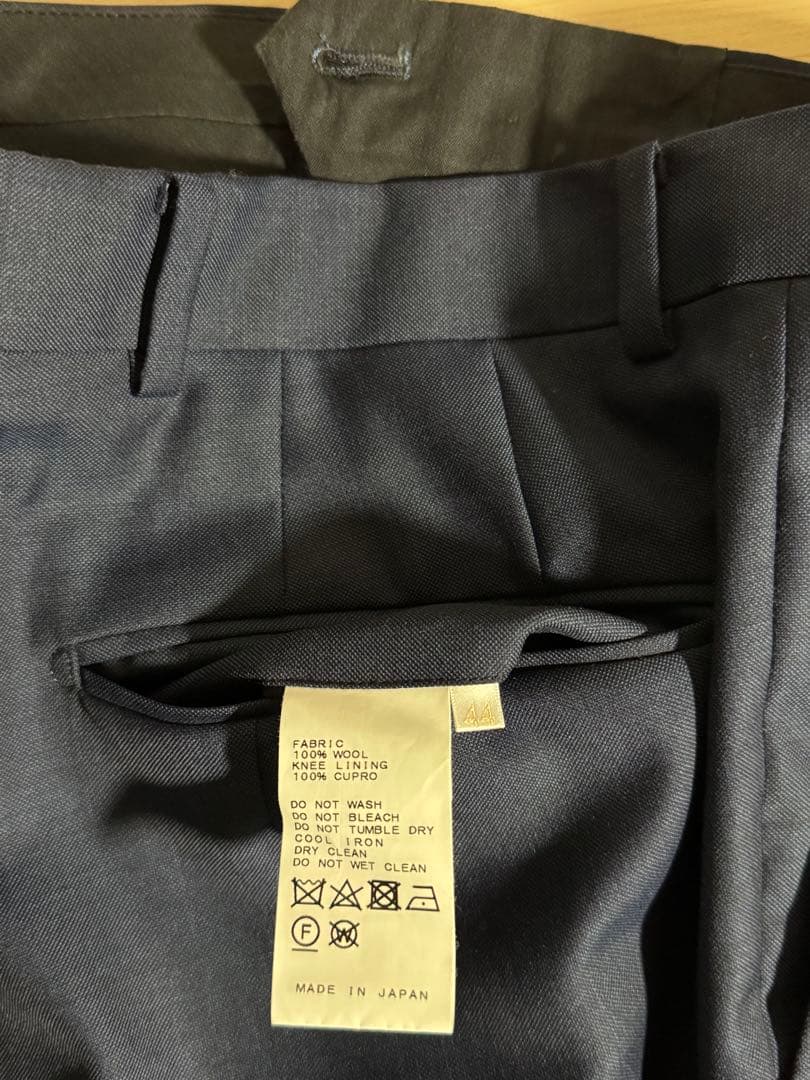 44
FABRIC
100% WOOL
KNEE LINING
100% CUPRO
DO NOT WASH
DO NOT BLEACH
DO NOT TUMBLE DRY
COOL IRON
DRY CLEAN
DO NOT WET CLEAN
F W
MADE IN JAPAN